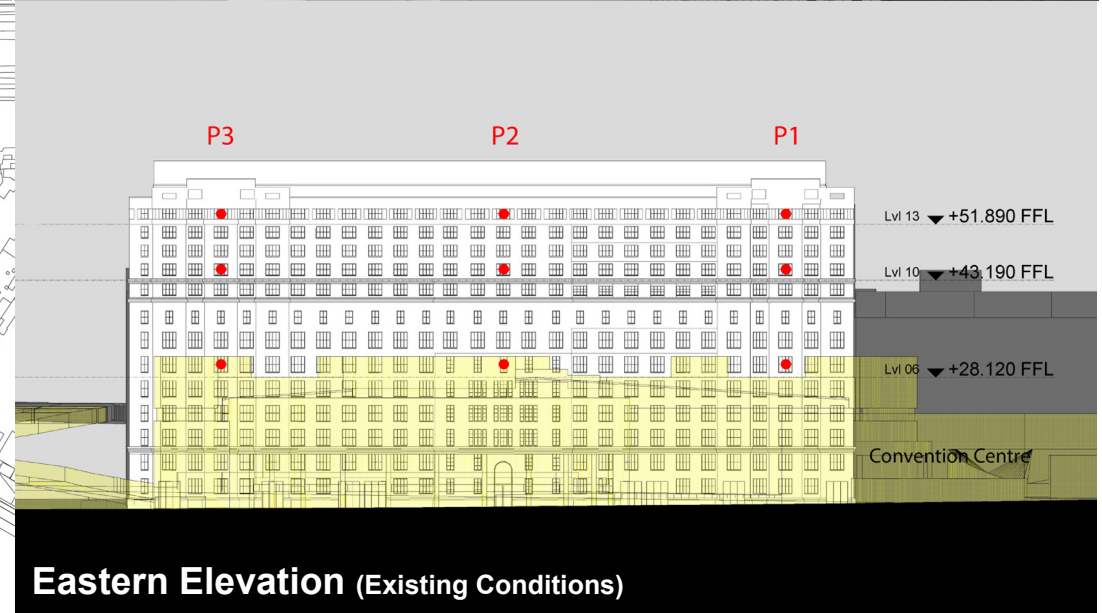 P3 P2 P1
Lvl 13 +51.890 FFL
Lvl 10 +43.190 FFL
Lvl 06 +28.120 FFL
Convention Centre
Eastern Elevation (Existing Conditions)